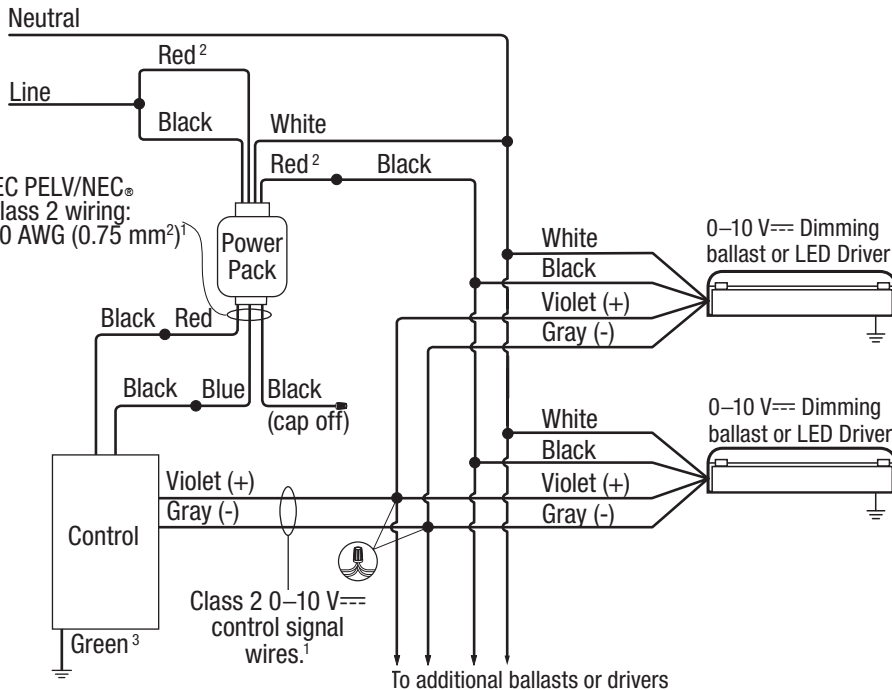 Neutral
Red ²
Line
Black
White
Red ²
Black
EC PELV/NEC®
lass 2 wiring:
0 AWG (0.75 mm²)¹
Power
Pack
White
Black
Violet (+)
Gray (-)
0–10 V⎓ Dimming
ballast or LED Driver
Black
Red
Black
Blue
Black
(cap off)
White
Black
Violet (+)
Gray (-)
0–10 V⎓ Dimming
ballast or LED Driver
Control
Violet (+)
Gray (-)
Class 2 0–10 V⎓
control signal
wires.¹
Green ³
To additional ballasts or drivers